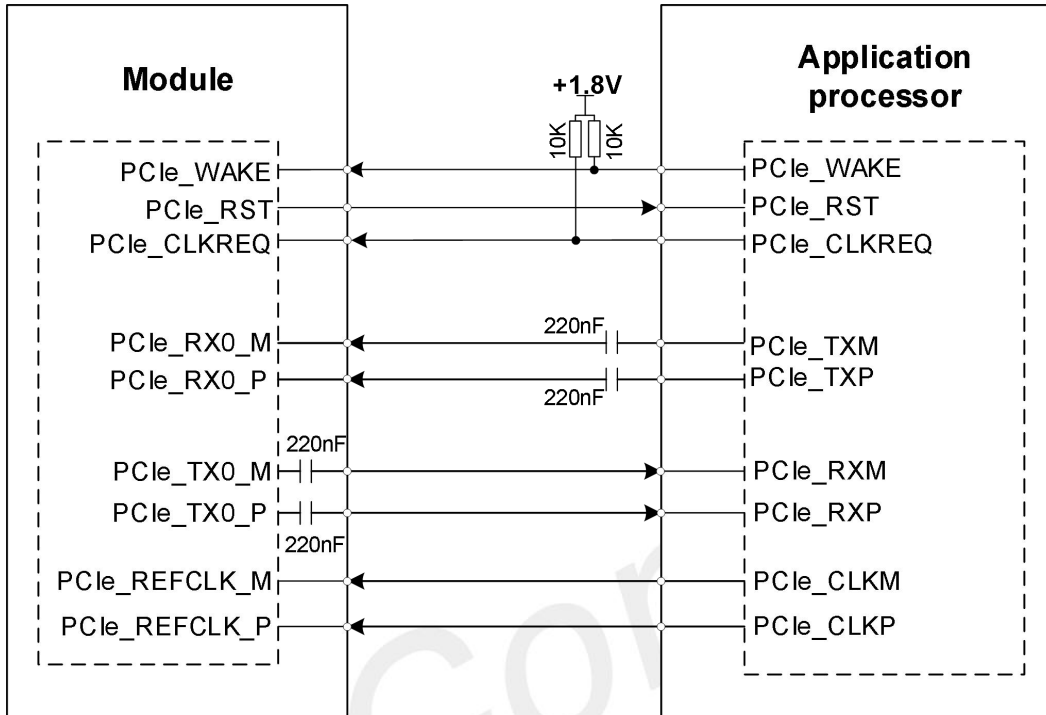 Module
Application
processor
+1.8V
10K
10K
PCIe_WAKE
PCIe_WAKE
PCIe_RST
PCIe_RST
PCIe_CLKREQ
PCIe_CLKREQ
220nF
PCIe_RX0_M
PCIe_TXM
PCIe_RX0_P
PCIe_TXP
220nF
220nF
PCIe_TX0_M
PCIe_RXM
PCIe_TX0_P
PCIe_RXP
220nF
PCIe_REFCLK_M
PCIe_CLKM
PCIe_REFCLK_P
PCIe_CLKP